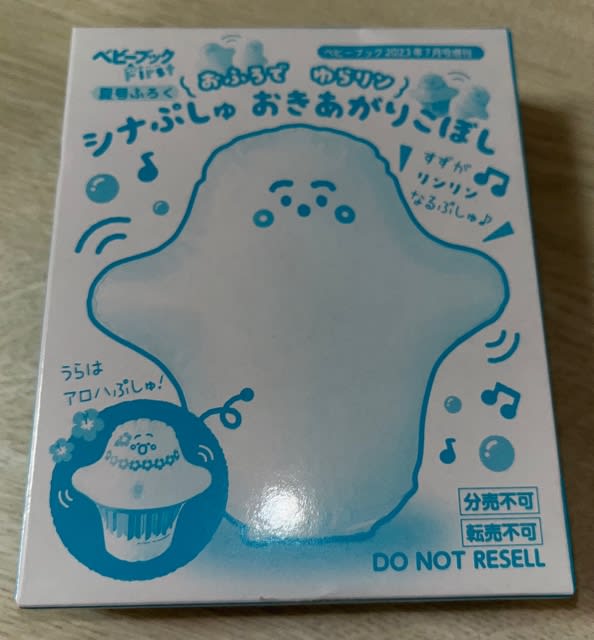 ベビーブック
First
ベビーブック2023年7月号増刊
夏号ふろく
おふろで ゆらリン
シナぷしゅ おきあがりこぼし
すずが
リンリン
なるぷしゅ♪
うらは
アロハぷしゅ!
分売不可
転売不可
DO NOT RESELL